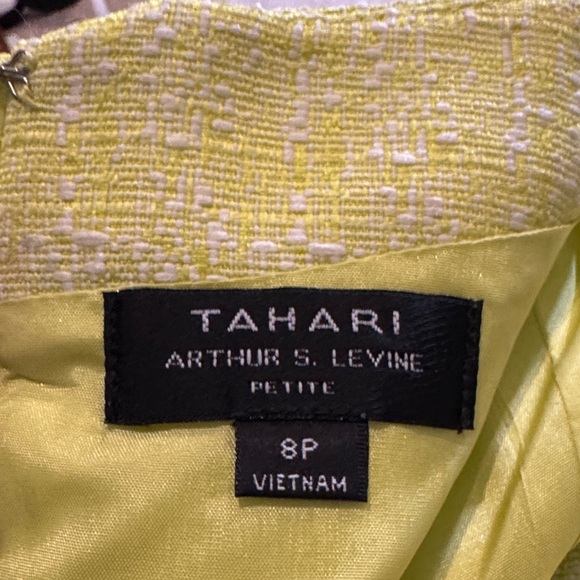 TAHARI
ARTHUR S. LEVINE
PETITE
8P
VIETNAM